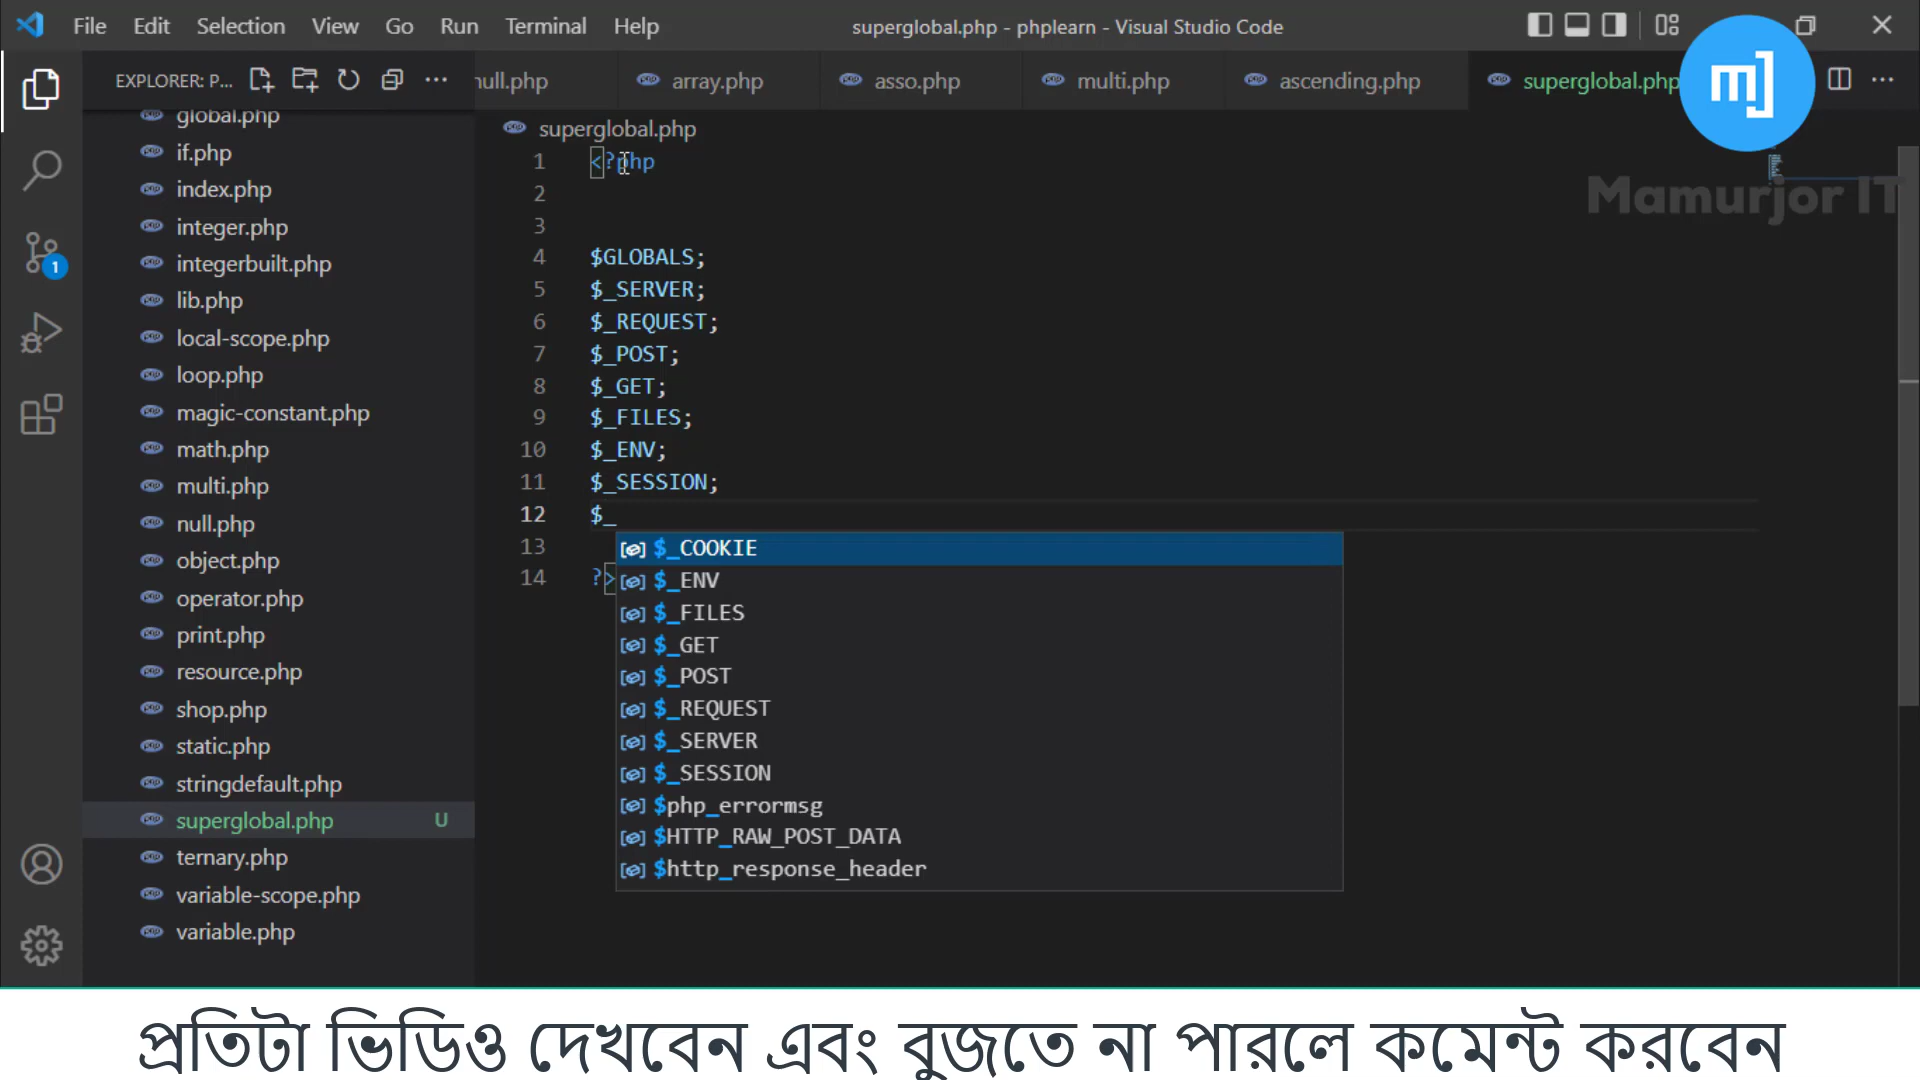 File Edit Selection View Go Run Terminal Help superglobal.php - phplearn - Visual Studio Code
EXPLORER: P... null.php array.php asso.php multi.php ascending.php superglobal.php
mj
Mamurjor IT
global.php
if.php
index.php
integer.php
integerbuilt.php
lib.php
local-scope.php
loop.php
magic-constant.php
math.php
multi.php
null.php
object.php
operator.php
print.php
resource.php
shop.php
static.php
stringdefault.php
superglobal.php U
ternary.php
variable-scope.php
variable.php
1
superglobal.php
1 <?php
2
3
4 $GLOBALS;
5 $_SERVER;
6 $_REQUEST;
7 $_POST;
8 $_GET;
9 $_FILES;
10 $_ENV;
11 $_SESSION;
12 $_
13
14 ?>
$_COOKIE
$_ENV
$_FILES
$_GET
$_POST
$_REQUEST
$_SERVER
$_SESSION
$php_errormsg
$HTTP_RAW_POST_DATA
$http_response_header
প্রতিটা ভিডিও দেখবেন এবং বুজতে না পারলে কমেন্ট করবেন